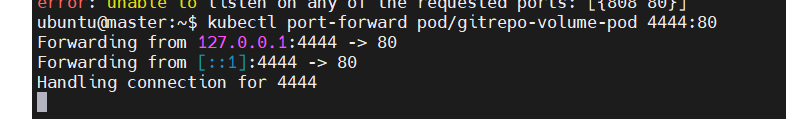 error: unable to listen on any of the requested ports: [{808 80}]
ubuntu@master:~$ kubectl port-forward pod/gitrepo-volume-pod 4444:80
Forwarding from 127.0.0.1:4444 -> 80
Forwarding from [::1]:4444 -> 80
Handling connection for 4444